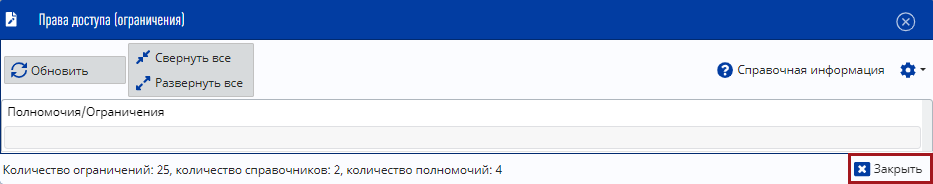 Права доступа (ограничения)
Обновить
Свернуть все
Развернуть все
Справочная информация
Полномочия/Ограничения
Количество ограничений: 25, количество справочников: 2, количество полномочий: 4
Закрыть